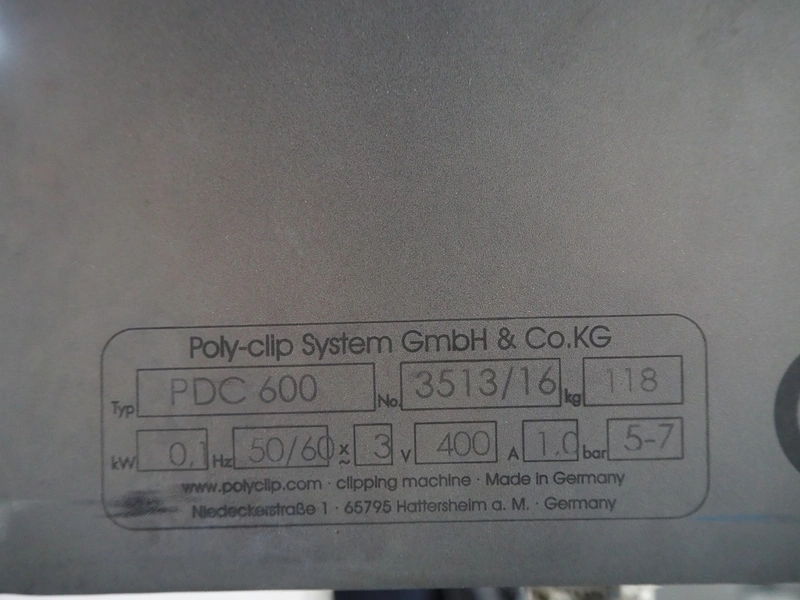 Poly-clip System GmbH & Co.KG
Typ PDC 600 No. 3513/16 kg 118
kW 0,1 Hz 50/60 x~ 3 V 400 A 1.0 bar 5-7
www.polyclip.com · clipping machine · Made in Germany
Niedeckerstraße 1 · 65795 Hattersheim a. M. · Germany